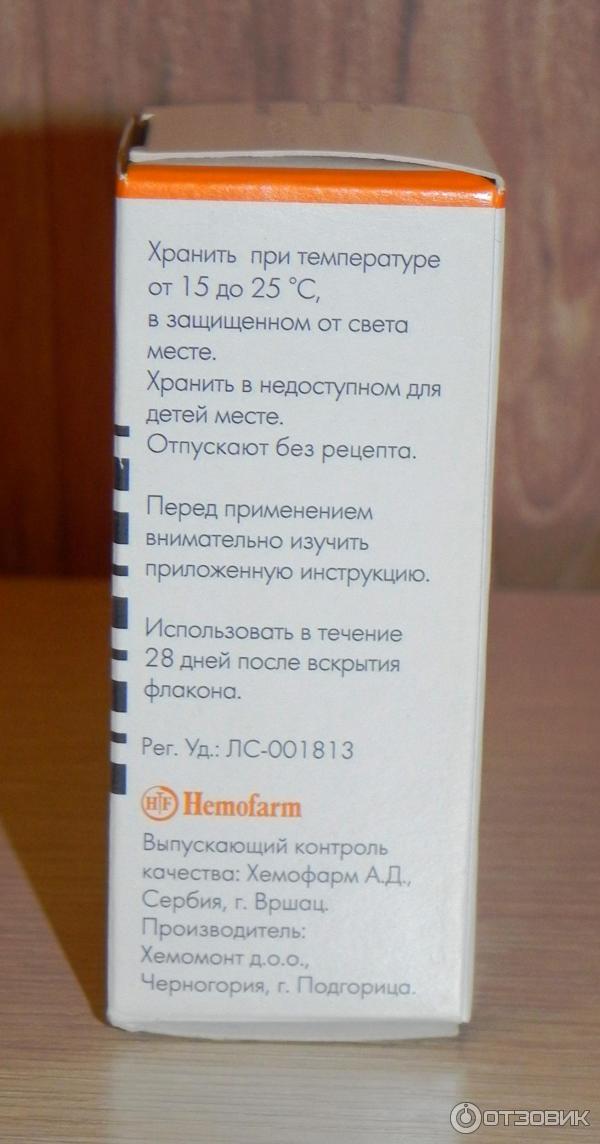 Хранить при температуре
от 15 до 25 °С,
в защищенном от света
месте.
Хранить в недоступном для
детей месте.
Отпускают без рецепта.
Перед применением
внимательно изучить
приложенную инструкцию.
Использовать в течение
28 дней после вскрытия
флакона.
Рег. Уд.: ЛС-001813
HTF Hemofarm
Выпускающий контроль
качества: Хемофарм А.Д.,
Сербия, г. Вршац.
Производитель:
Хемомонт д.о.о.,
Черногория, г. Подгорица.
ОТЗОВИК